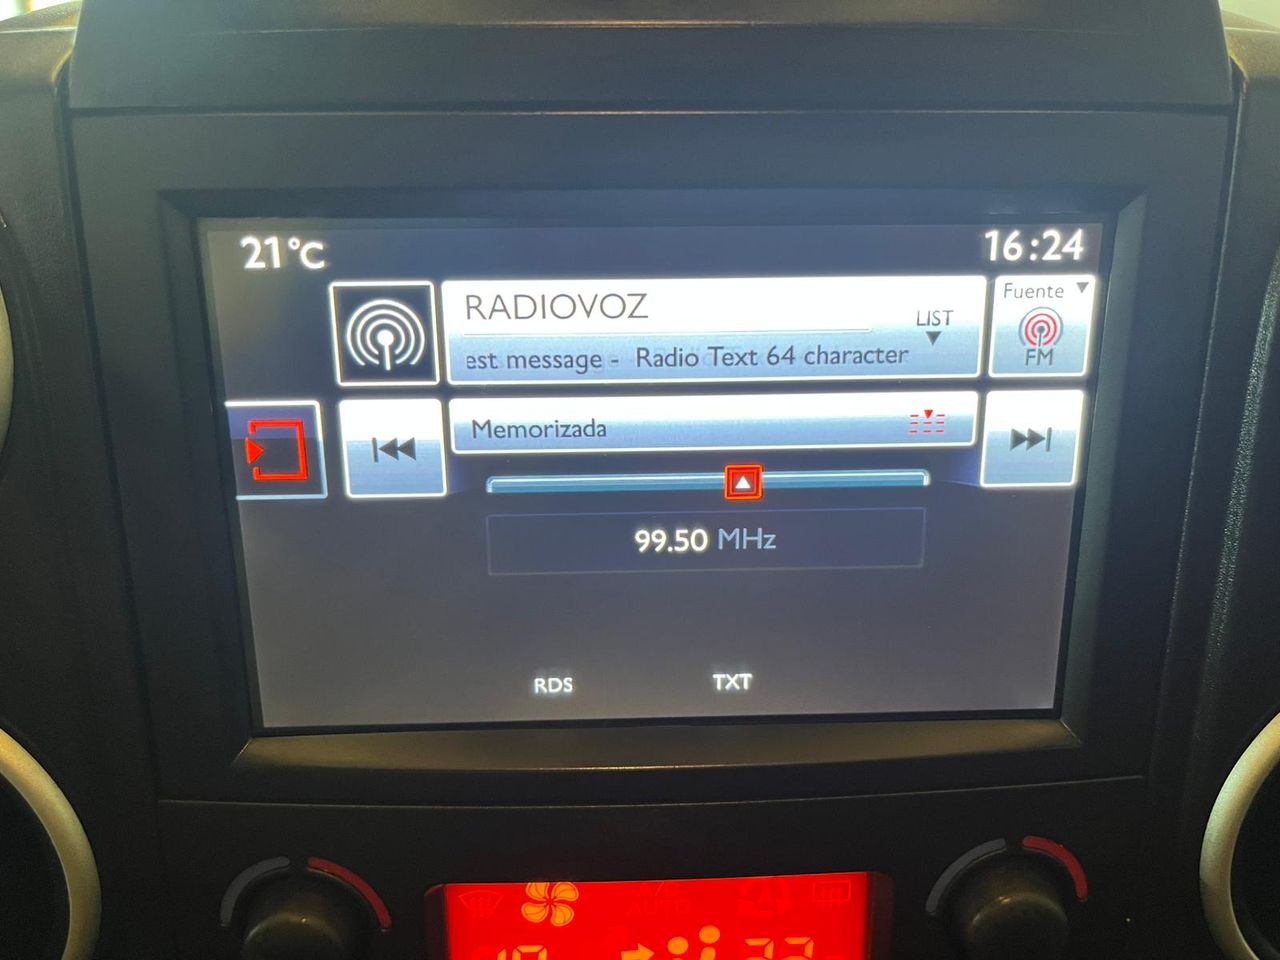 21°C
16:24
RADIOVOZ
LIST
Fuente
FM
est message - Radio Text 64 character
Memorizada
99.50 MHz
RDS
TXT
A/C
AUTO